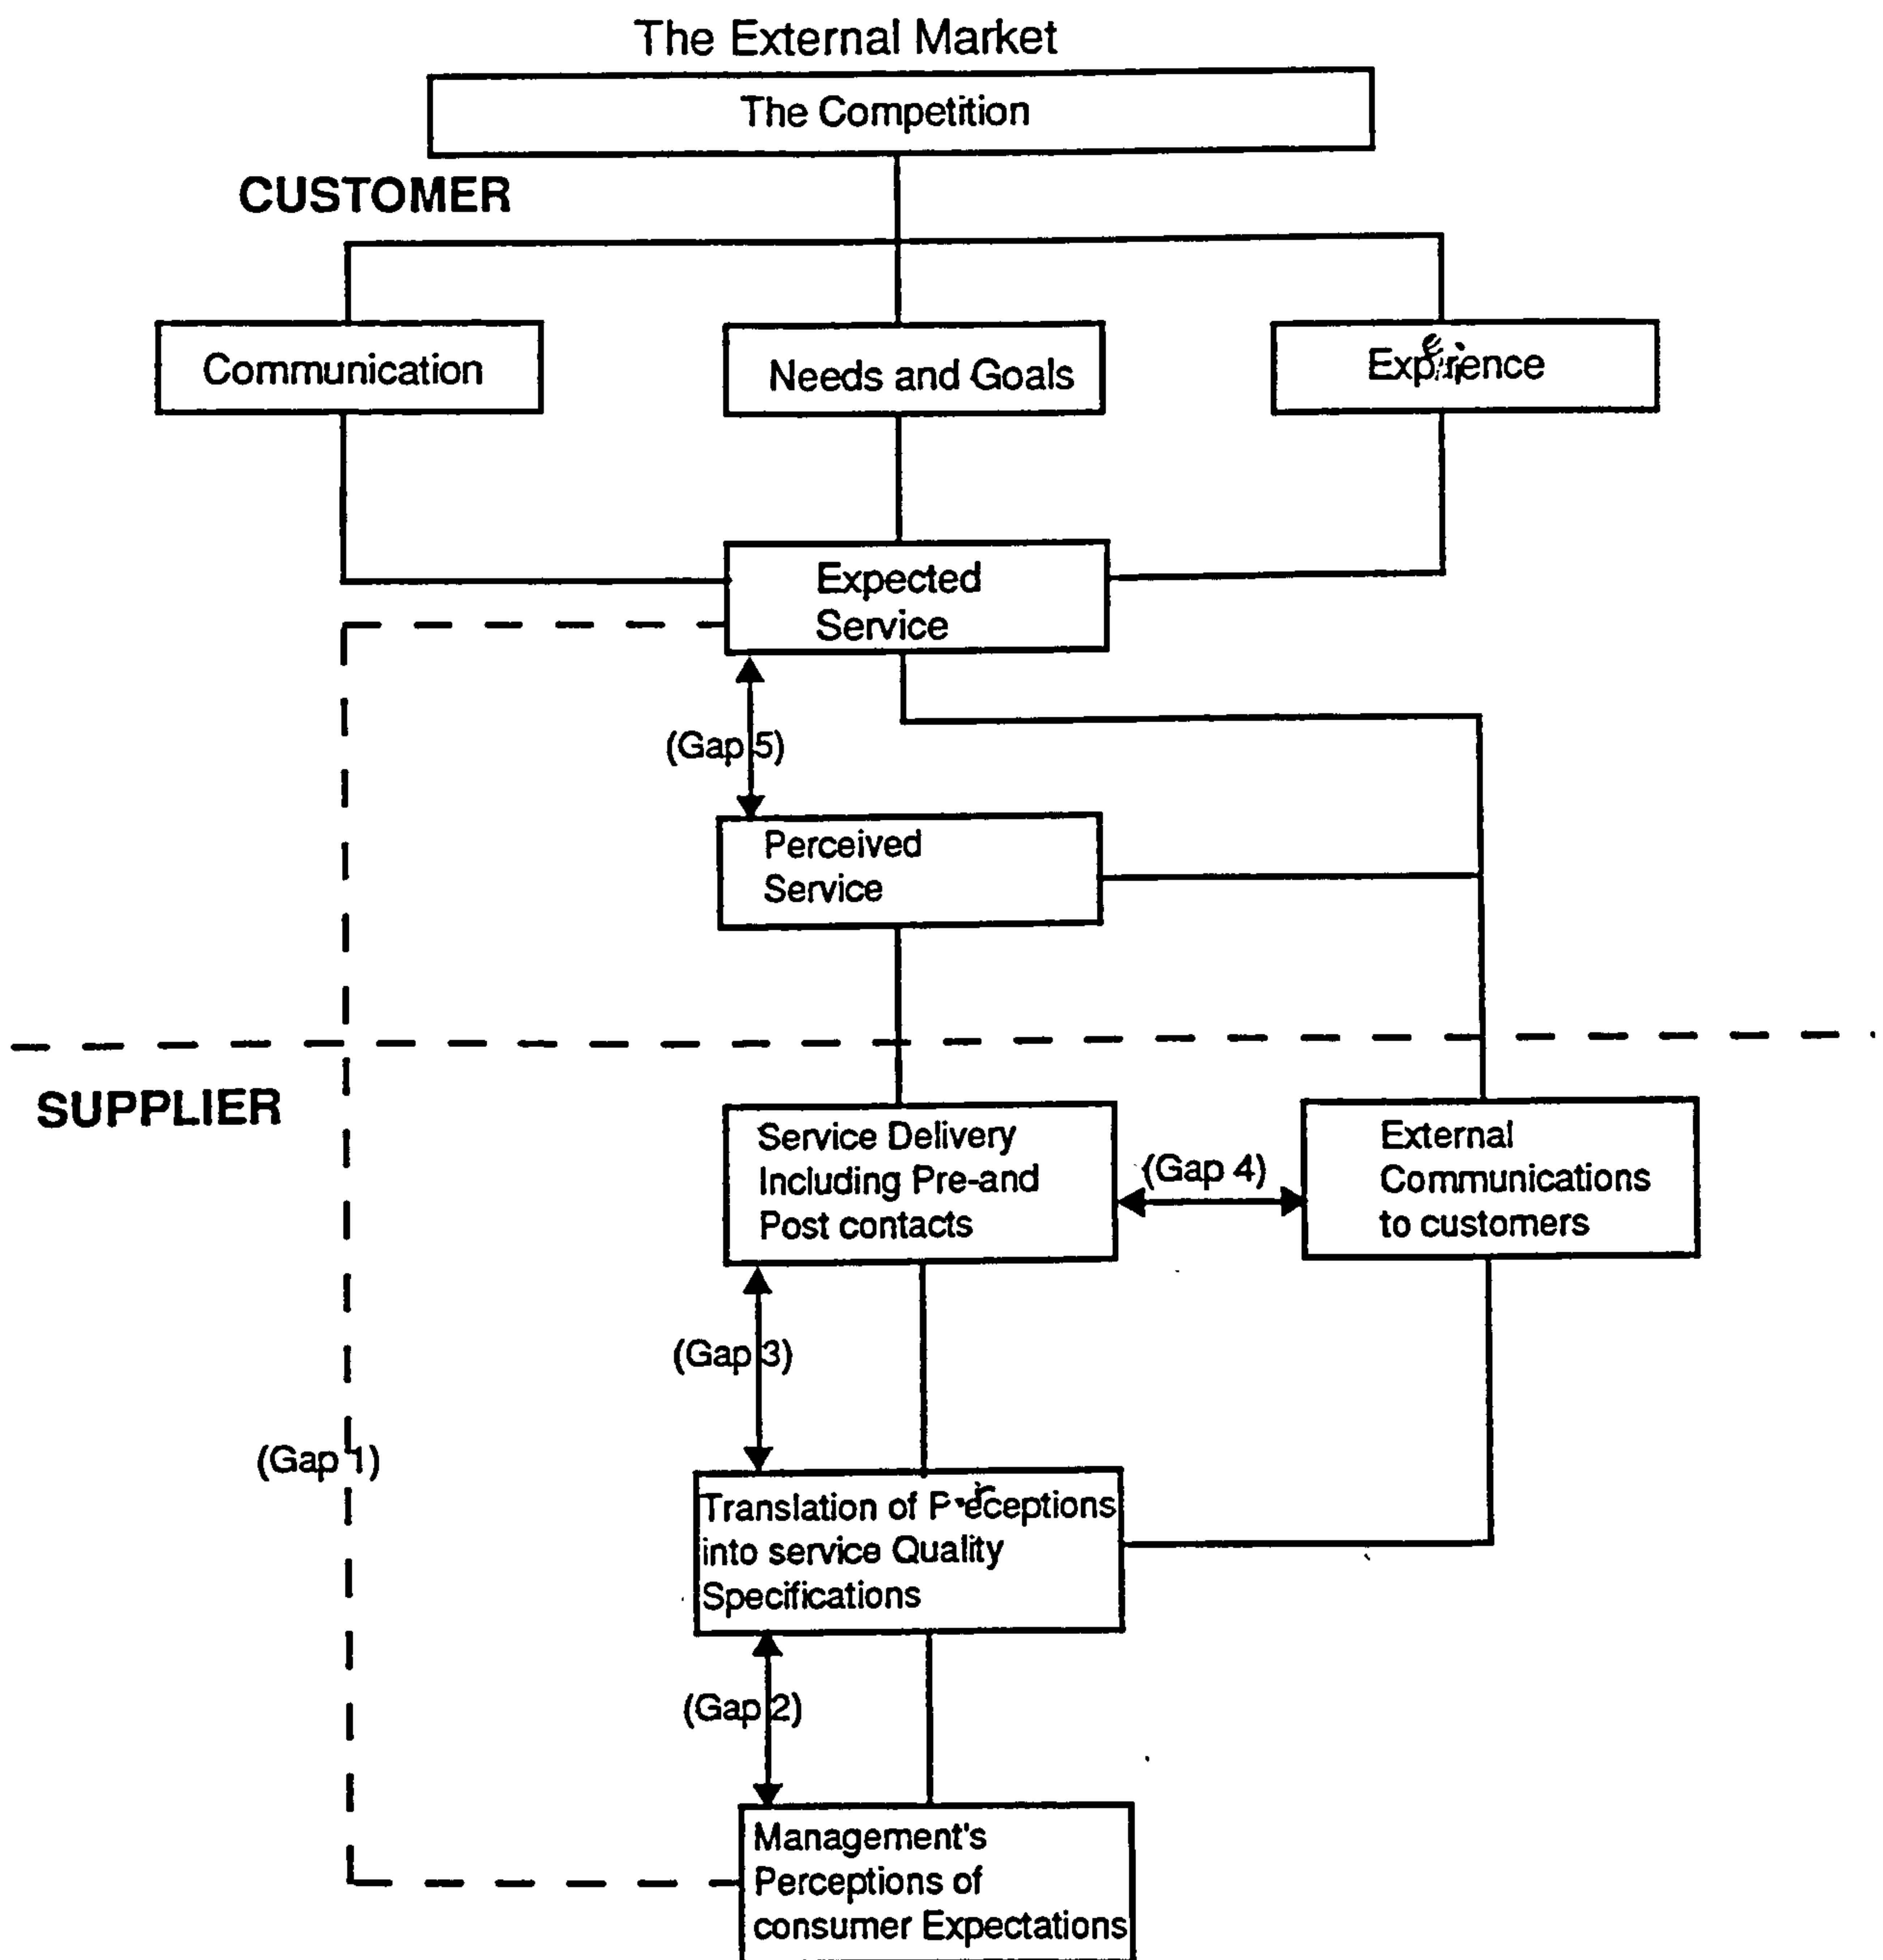 The External Market
The Competition
CUSTOMER
Communication
Needs and Goals
Experience
Expected
Service
(Gap 5)
Perceived
Service
SUPPLIER
Service Delivery
Including Pre-and
Post contacts
(Gap 4)
External
Communications
to customers
(Gap 3)
(Gap 1)
Translation of Perceptions
into service Quality
Specifications
(Gap 2)
Management's
Perceptions of
consumer Expectations